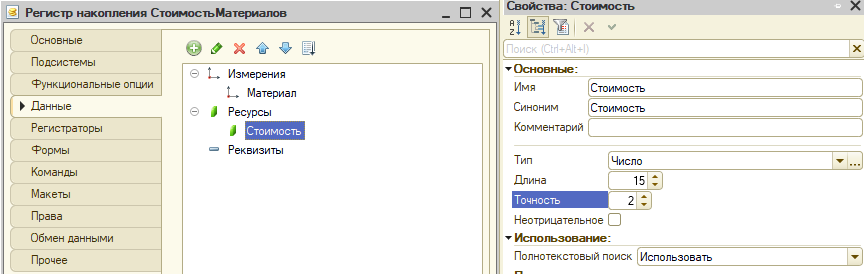 Регистр накопления СтоимостьМатериалов
Основные
Подсистемы
Функциональные опции
Данные
Регистраторы
Формы
Команды
Макеты
Права
Обмен данными
Прочее
Измерения
Материал
Ресурсы
Стоимость
Реквизиты
Свойства: Стоимость
Поиск (Ctrl+Alt+I)
Основные:
Имя Стоимость
Синоним Стоимость
Комментарий
Тип Число
Длина 15
Точность 2
Неотрицательное
Использование:
Полнотекстовый поиск Использовать